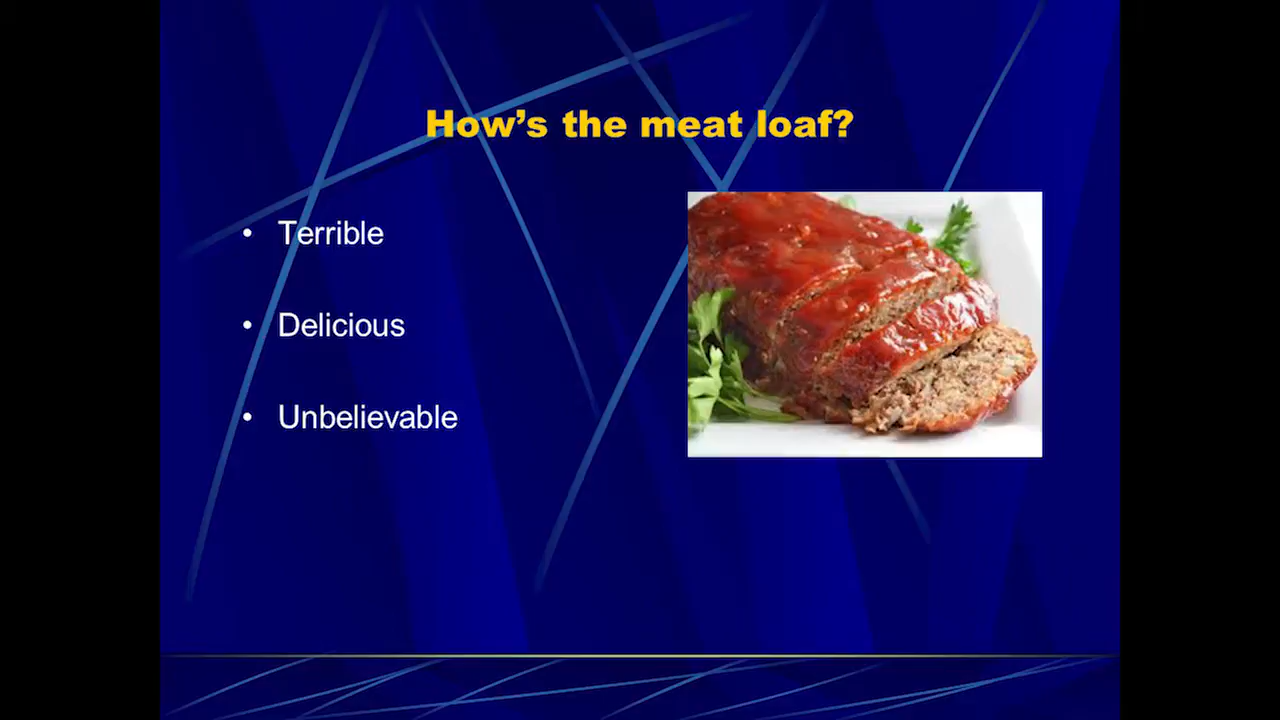 How’s the meat loaf?
• Terrible
• Delicious
• Unbelievable